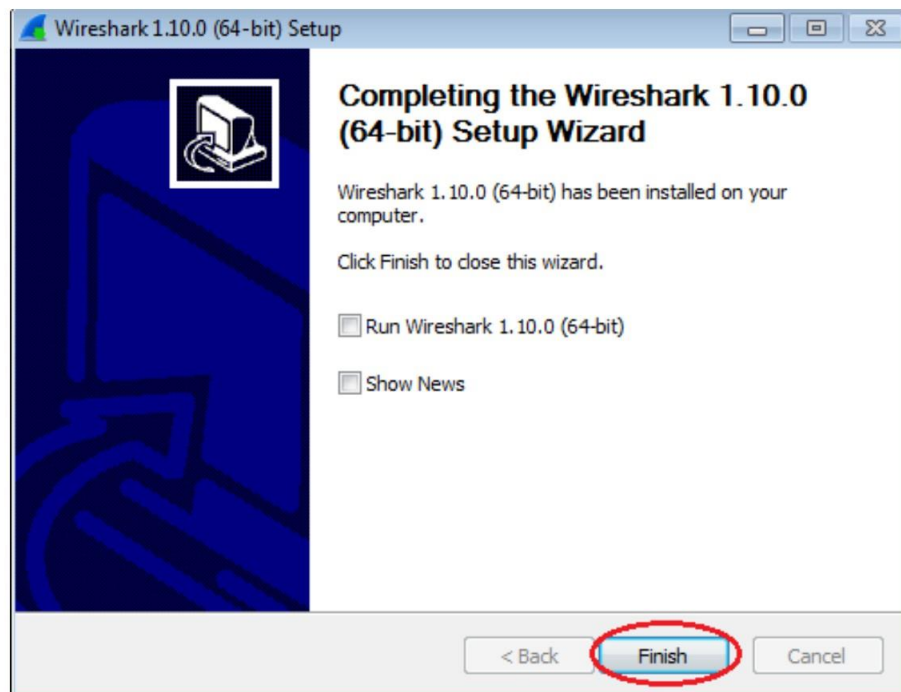 Wireshark 1.10.0 (64-bit) Setup
Completing the Wireshark 1.10.0
(64-bit) Setup Wizard
Wireshark 1.10.0 (64-bit) has been installed on your
computer.
Click Finish to close this wizard.
Run Wireshark 1.10.0 (64-bit)
Show News
< Back
Finish
Cancel